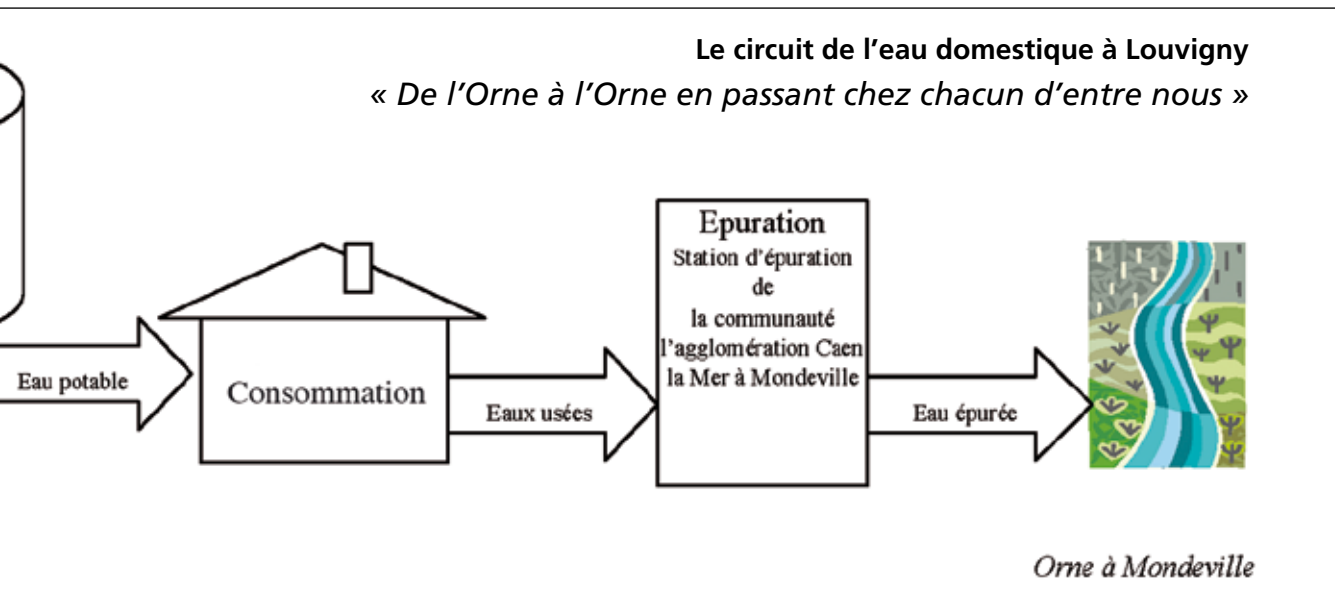 Le circuit de l'eau domestique à Louvigny
« De l'Orne à l'Orne en passant chez chacun d'entre nous »
Eau potable
Consommation
Eaux usées
Epuration
Station d'épuration
de
la communauté
l'agglomération Caen
la Mer à Mondeville
Eau épurée
Orne à Mondeville